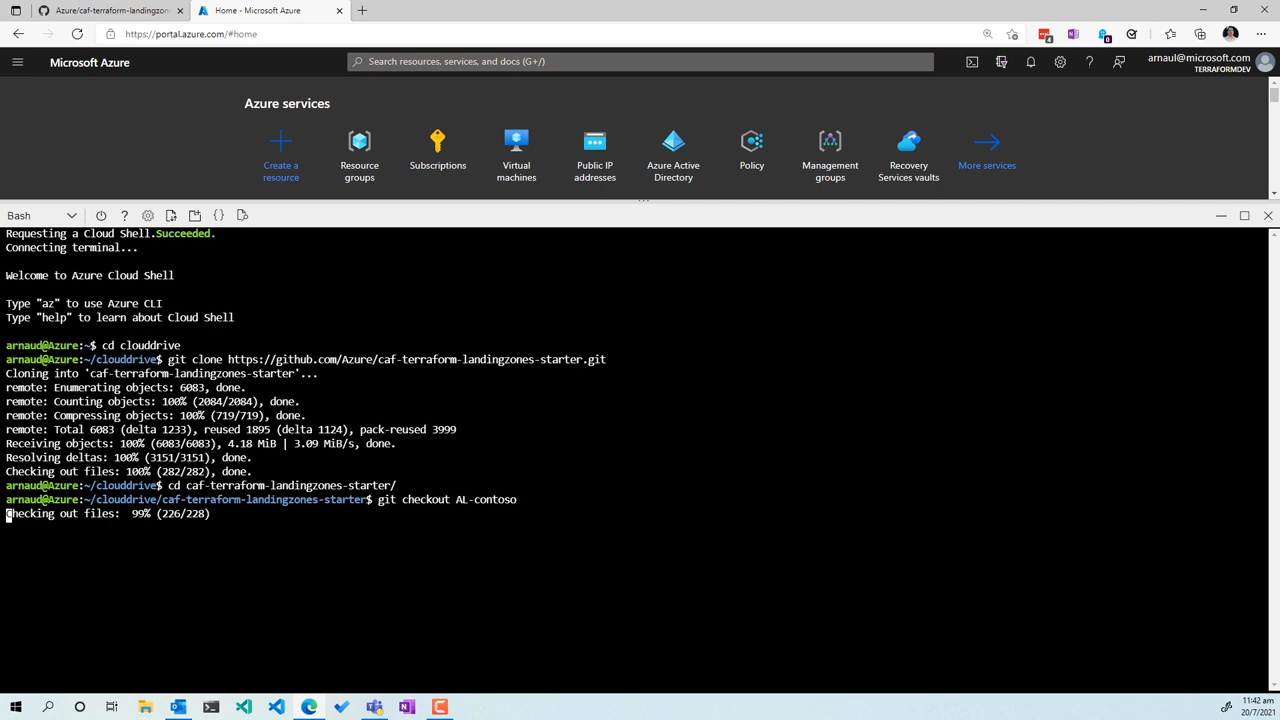 Azure/caf-terraform-landingzon
Home - Microsoft Azure
https://portal.azure.com/#home
4
0
Microsoft Azure
Search resources, services, and docs (G+/)
arnaul@microsoft.com
TERRAFORMDEV
Azure services
Create a resource
Resource groups
Subscriptions
Virtual machines
Public IP addresses
Azure Active Directory
Policy
Management groups
Recovery Services vaults
More services
Bash
Requesting a Cloud Shell.Succeeded.
Connecting terminal...
Welcome to Azure Cloud Shell
Type "az" to use Azure CLI
Type "help" to learn about Cloud Shell
arnaud@Azure:~$ cd clouddrive
arnaud@Azure:~/clouddrive$ git clone https://github.com/Azure/caf-terraform-landingzones-starter.git
Cloning into 'caf-terraform-landingzones-starter'...
remote: Enumerating objects: 6083, done.
remote: Counting objects: 100% (2084/2084), done.
remote: Compressing objects: 100% (719/719), done.
remote: Total 6083 (delta 1233), reused 1895 (delta 1124), pack-reused 3999
Receiving objects: 100% (6083/6083), 4.18 MiB | 3.09 MiB/s, done.
Resolving deltas: 100% (3151/3151), done.
Checking out files: 100% (282/282), done.
arnaud@Azure:~/clouddrive$ cd caf-terraform-landingzones-starter/
arnaud@Azure:~/clouddrive/caf-terraform-landingzones-starter$ git checkout AL-contoso
Checking out files:  99% (226/228)
11:42 am
20/7/2021